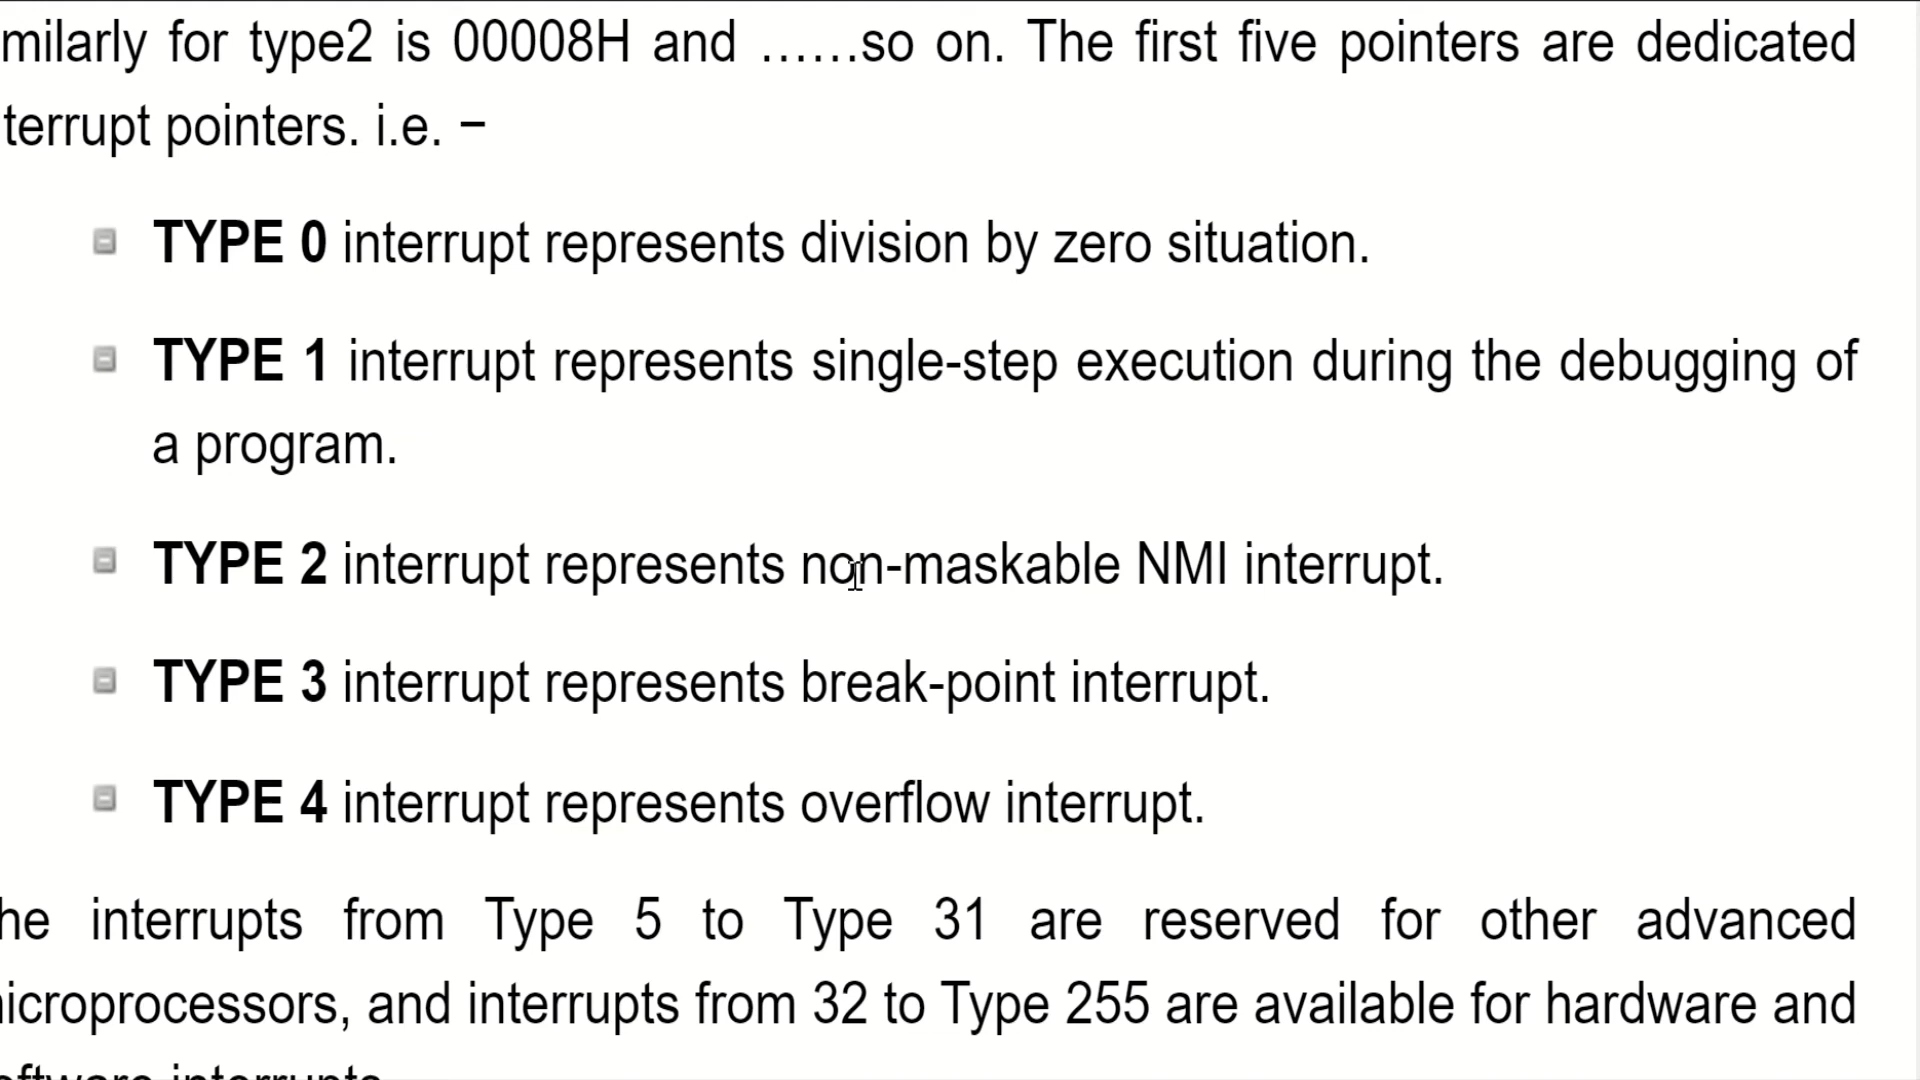 milarly for type2 is 00008H and ……so on. The first five pointers are dedicated
terrupt pointers. i.e. −
TYPE 0 interrupt represents division by zero situation.
TYPE 1 interrupt represents single-step execution during the debugging of
a program.
TYPE 2 interrupt represents non-maskable NMI interrupt.
TYPE 3 interrupt represents break-point interrupt.
TYPE 4 interrupt represents overflow interrupt.
he interrupts from Type 5 to Type 31 are reserved for other advanced
icroprocessors, and interrupts from 32 to Type 255 are available for hardware and
oftware interrupts